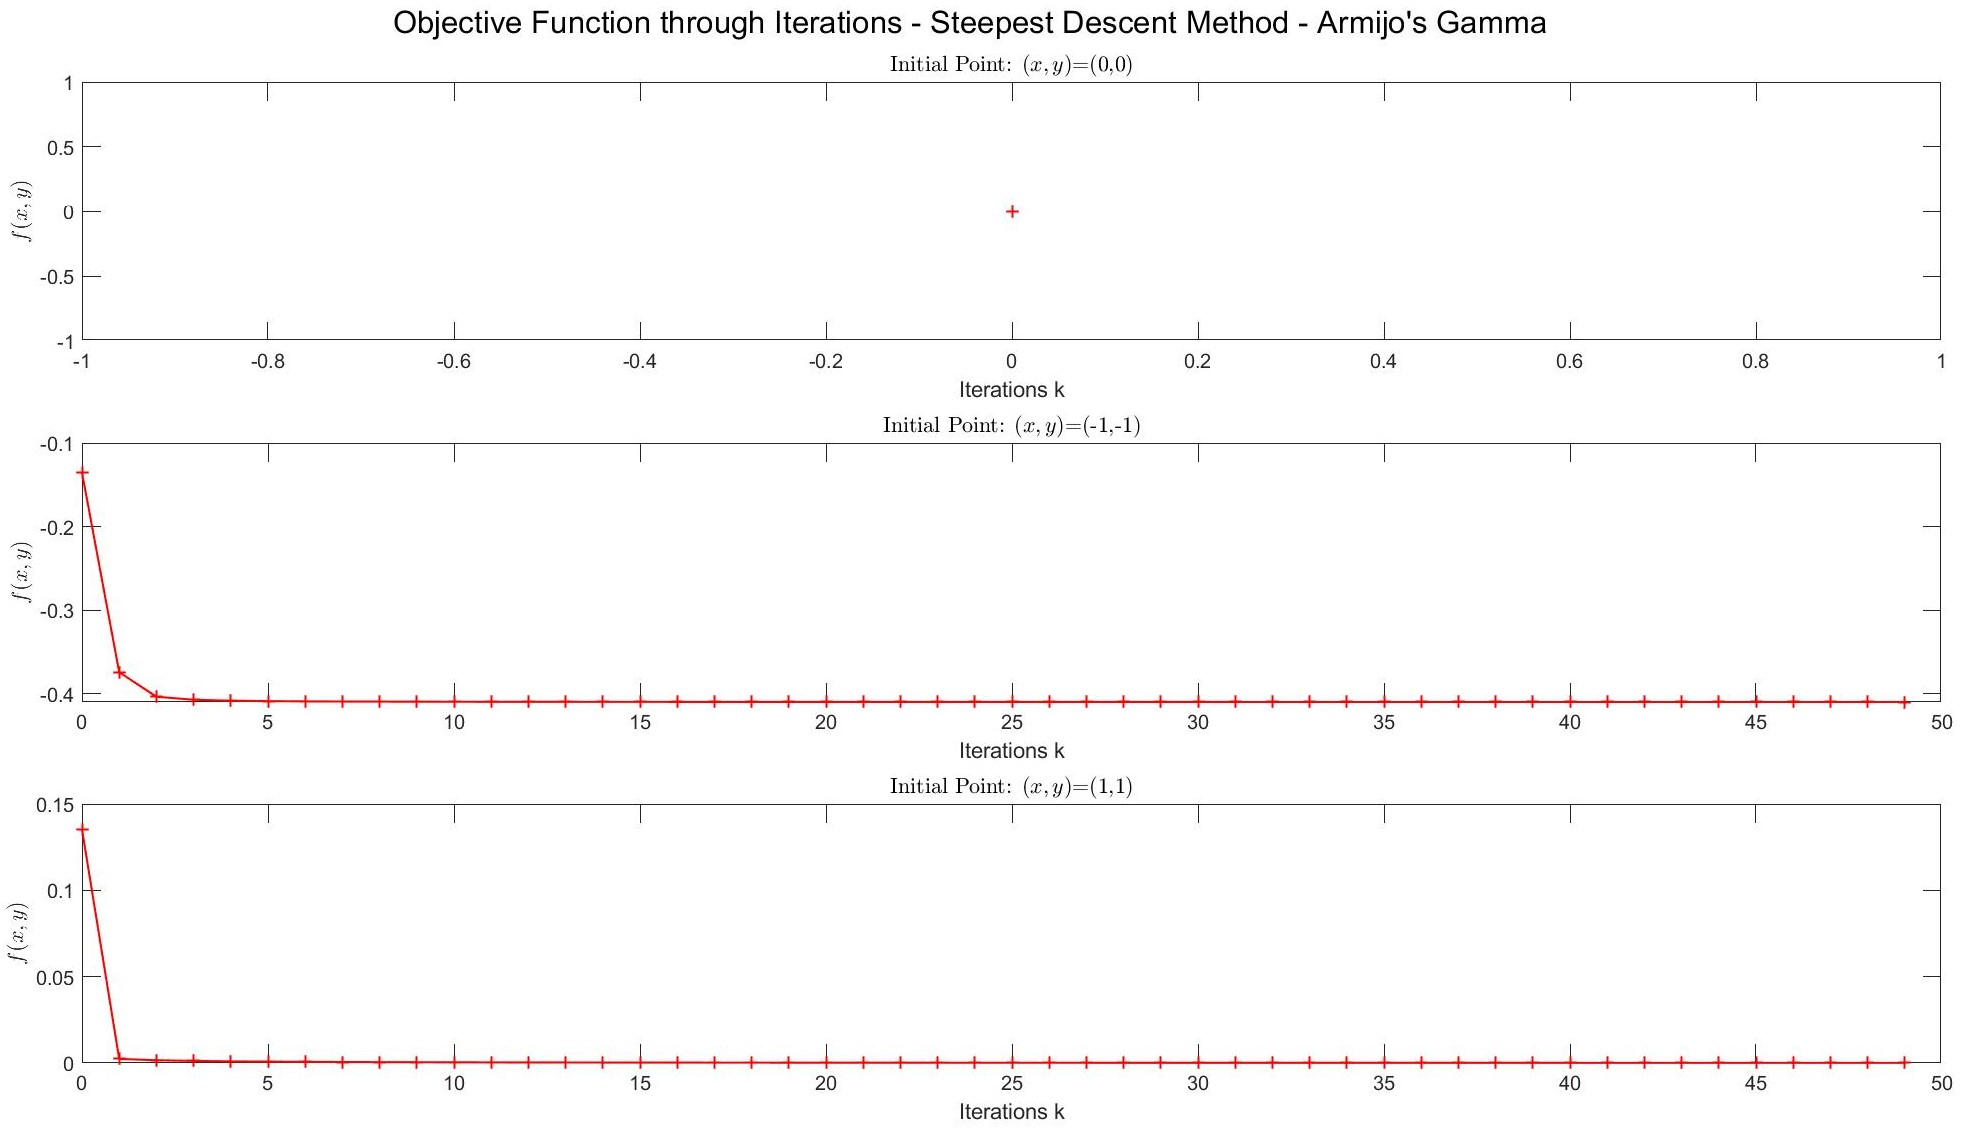 Objective Function through Iterations - Steepest Descent Method - Armijo's Gamma
Initial Point: (x, y)=(0,0)
1
0.5
0
-0.5
-1
f(x, y)
-1 -0.8 -0.6 -0.4 -0.2 0 0.2 0.4 0.6 0.8 1
Iterations k
Initial Point: (x, y)=(-1,-1)
-0.1
-0.2
-0.3
-0.4
f(x, y)
0 5 10 15 20 25 30 35 40 45 50
Iterations k
Initial Point: (x, y)=(1,1)
0.15
0.1
0.05
0
f(x, y)
0 5 10 15 20 25 30 35 40 45 50
Iterations k